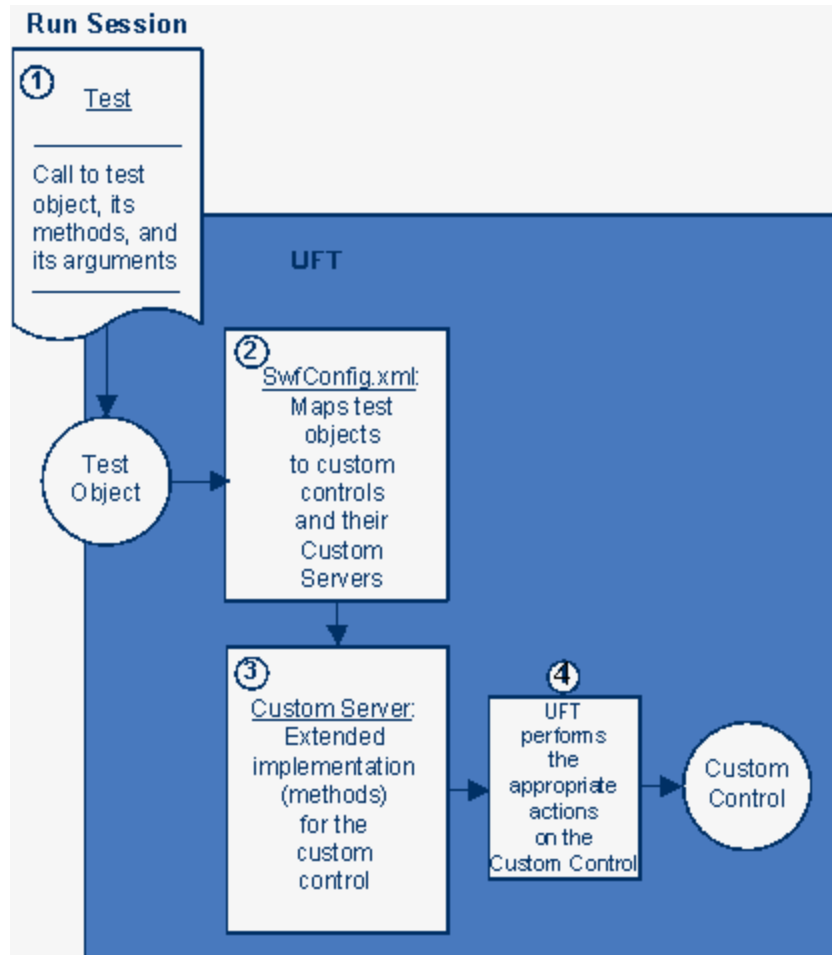 Run Session
1
Test
Call to test
object, its
methods, and
its arguments
UFT
2
SwfConfig.xml:
Maps test
objects
to custom
controls
and their
Custom
Servers
Test
Object
3
Custom Server:
Extended
implementation
(methods)
for the
custom
control
4
UFT
performs
the
appropriate
actions
on the
Custom Control
Custom
Control